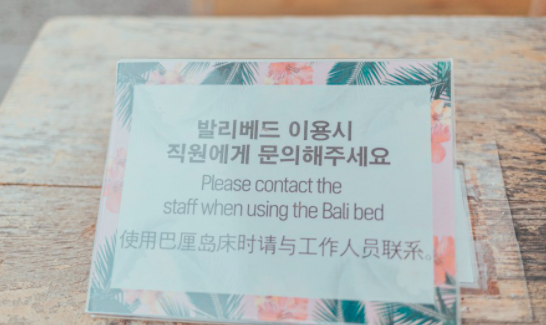 발리베드 이용시
직원에게 문의해주세요
Please contact the
staff when using the Bali bed
使用巴厘岛床时请与工作人员联系。